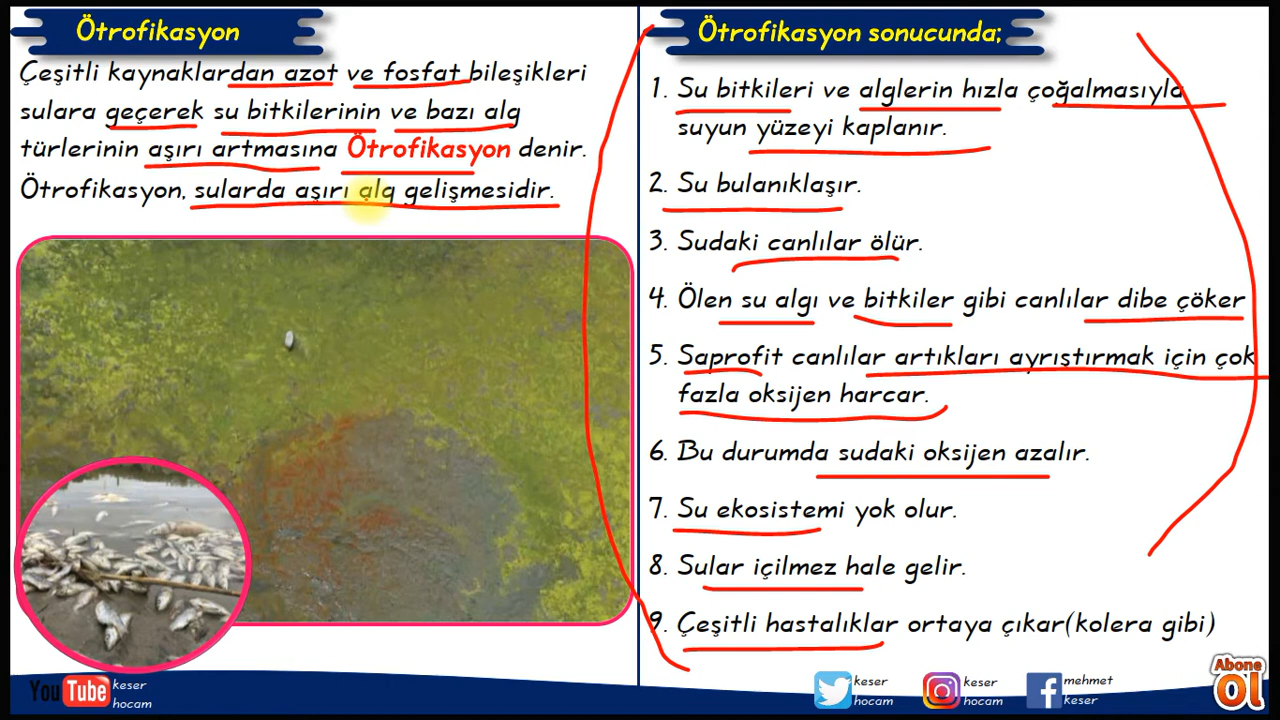 Ötrofikasyon
Çeşitli kaynaklardan azot ve fosfat bileşikleri
sulara geçerek su bitkilerinin ve bazı alg
türlerinin aşırı artmasına Ötrofikasyon denir.
Ötrofikasyon, sularda aşırı alg gelişmesidir.
Ötrofikasyon sonucunda;
1. Su bitkileri ve alglerin hızla çoğalmasıyla
suyun yüzeyi kaplanır.
2. Su bulanıklaşır.
3. Sudaki canlılar ölür.
4. Ölen su algı ve bitkiler gibi canlılar dibe çöker
5. Saprofit canlılar artıkları ayrıştırmak için çok
fazla oksijen harcar.
6. Bu durumda sudaki oksijen azalır.
7. Su ekosistemi yok olur.
8. Sular içilmez hale gelir.
9. Çeşitli hastalıklar ortaya çıkar(kolera gibi)
YouTube keser
hocam
keser
hocam
keser
hocam
mehmet
keser
Abone
ol